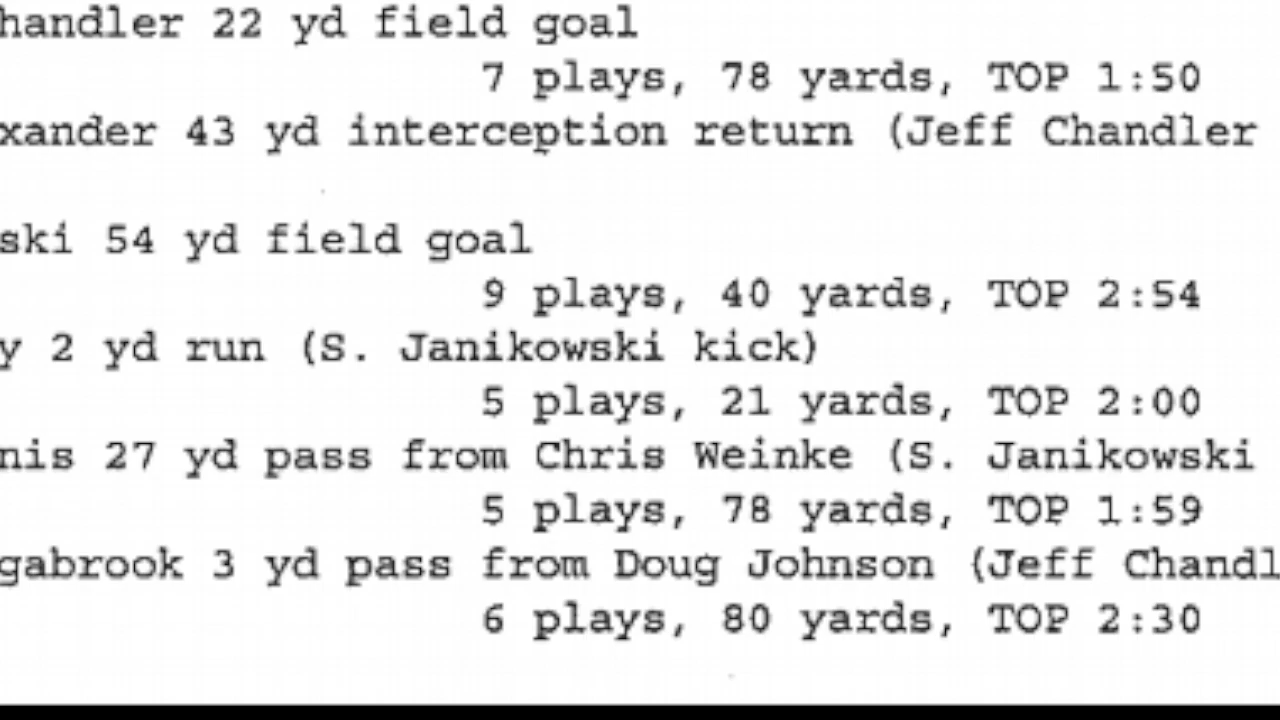 handler 22 yd field goal
7 plays, 78 yards, TOP 1:50
xander 43 yd interception return (Jeff Chandler
ski 54 yd field goal
9 plays, 40 yards, TOP 2:54
y 2 yd run (S. Janikowski kick)
5 plays, 21 yards, TOP 2:00
nis 27 yd pass from Chris Weinke (S. Janikowski
5 plays, 78 yards, TOP 1:59
gabrook 3 yd pass from Doug Johnson (Jeff Chandl
6 plays, 80 yards, TOP 2:30